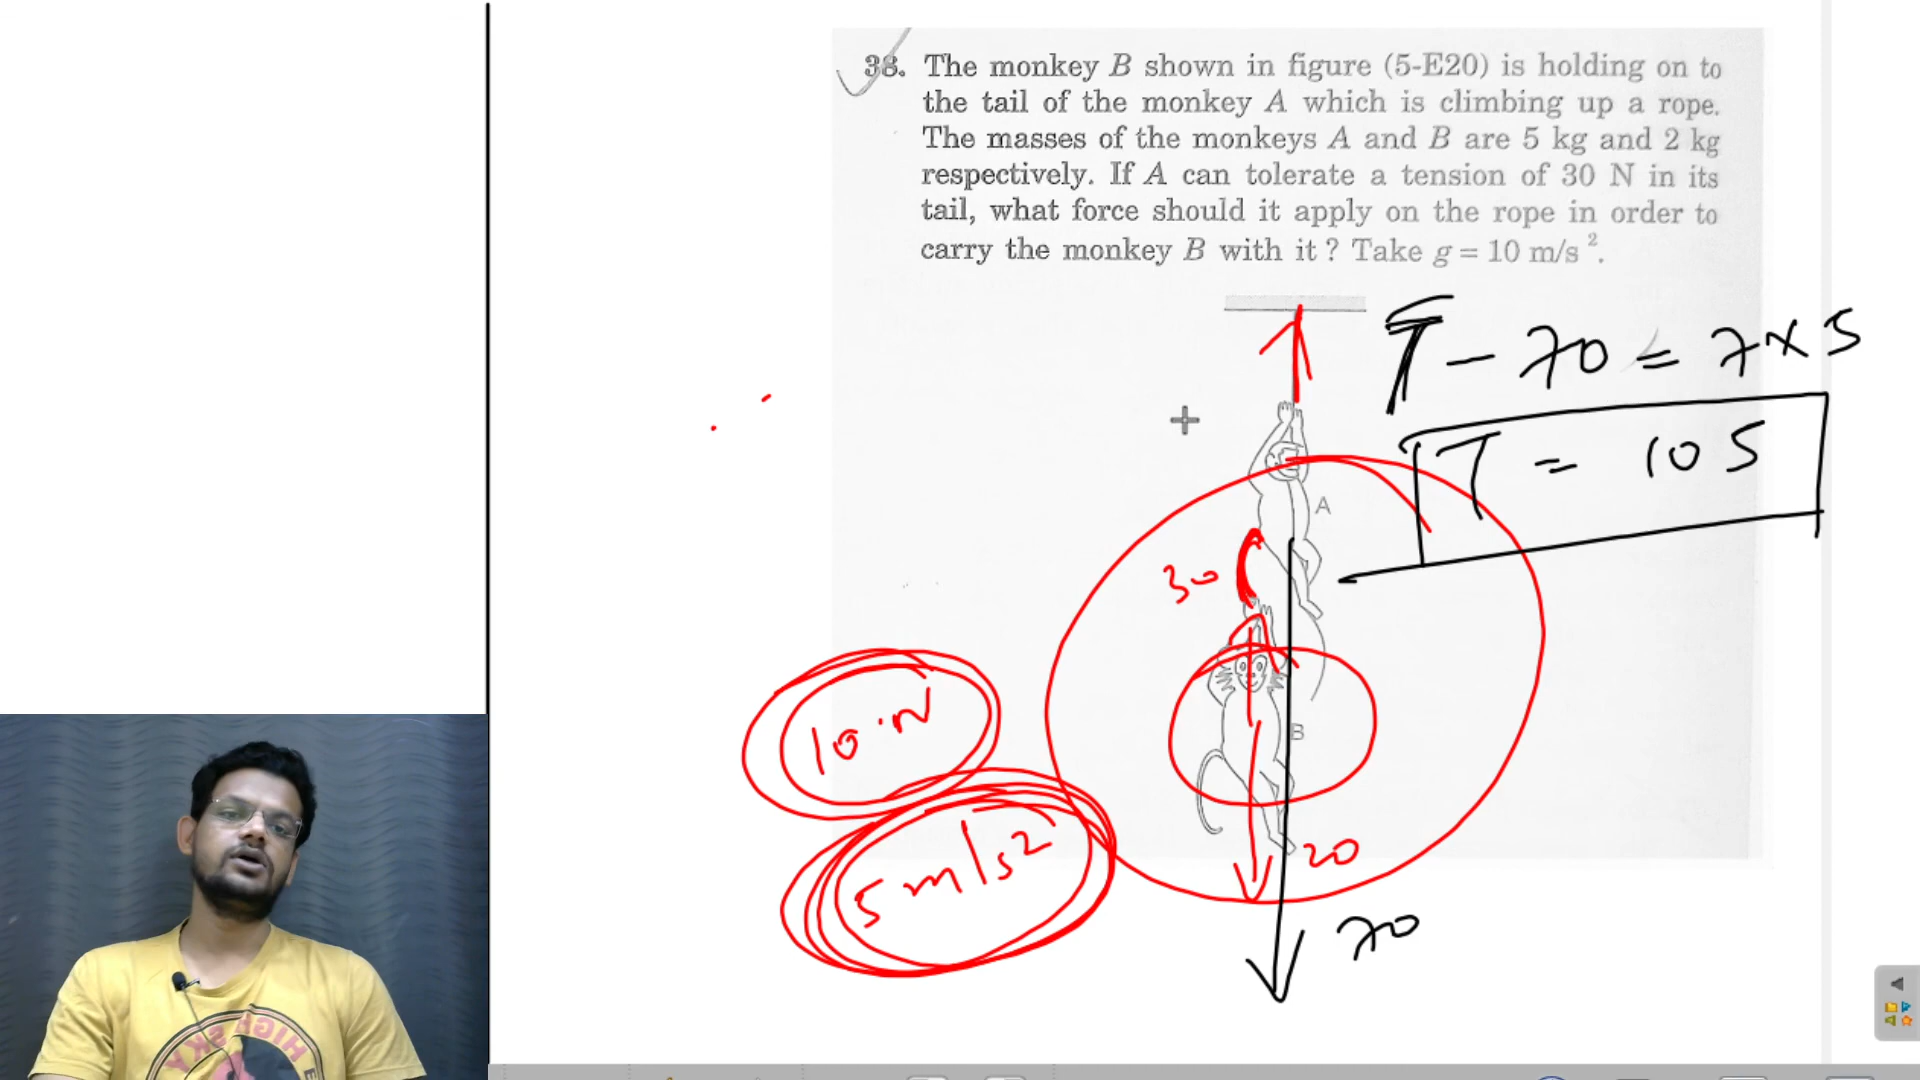 38. The monkey B shown in figure (5-E20) is holding on to
the tail of the monkey A which is climbing up a rope.
The masses of the monkeys A and B are 5 kg and 2 kg
respectively. If A can tolerate a tension of 30 N in its
tail, what force should it apply on the rope in order to
carry the monkey B with it ? Take g = 10 m/s ².
T - 70 = 7 x 5
T = 105
A
30
B
10 N
5 m/s2
20
70
HIGH SKY